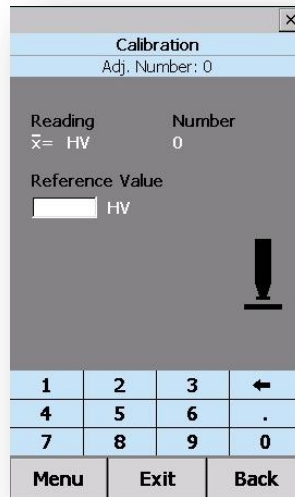 Calibration
Adj. Number: 0
Reading Number
x̄= HV 0
Reference Value
HV
1 2 3 ←
4 5 6 .
7 8 9 0
Menu Exit Back